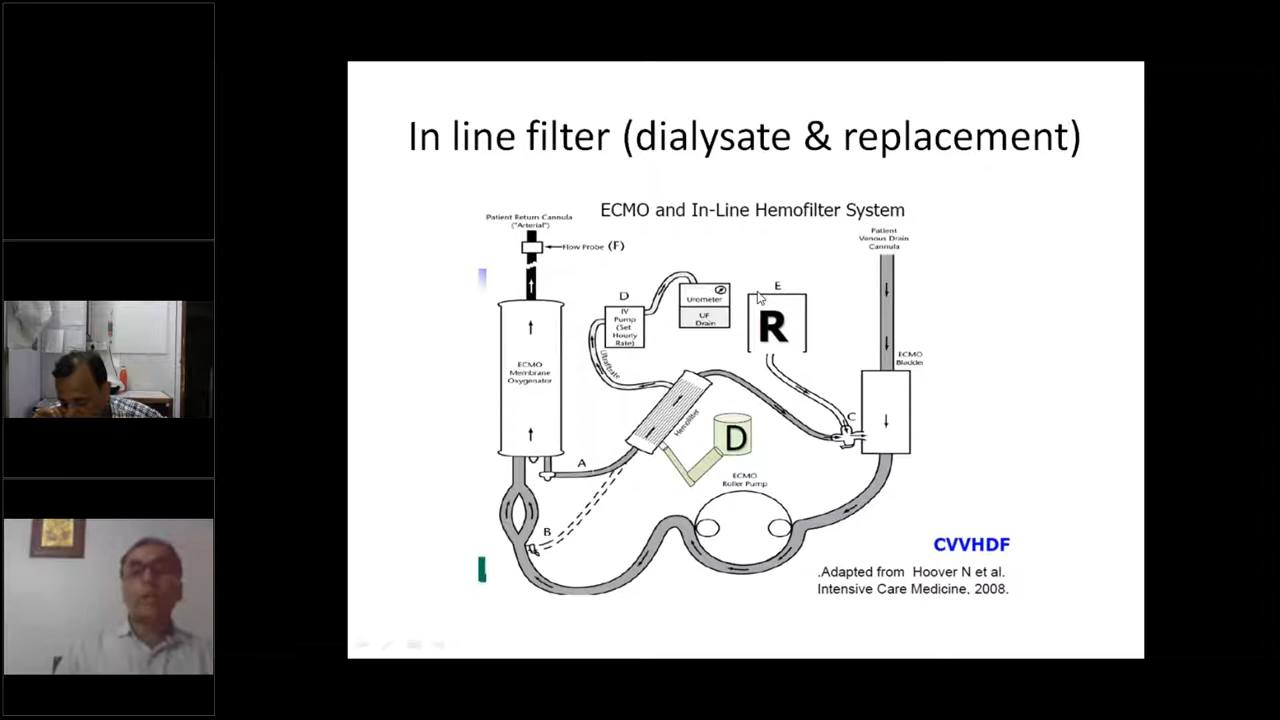 In line filter (dialysate & replacement)
ECMO and In-Line Hemofilter System
Patient Return Cannula
("Arterial")
Flow Probe (F)
Patient
Venous Drain
Cannula
D
IV
Pump
(Set
Hourly
Rate)
Urometer
UF
Drain
E
R
Ultrafiltrate
ECMO
Membrane
Oxygenator
ECMO
Bladder
Hemofilter
C
D
A
B
ECMO
Roller Pump
CVVHDF
.Adapted from Hoover N et al.
Intensive Care Medicine, 2008.